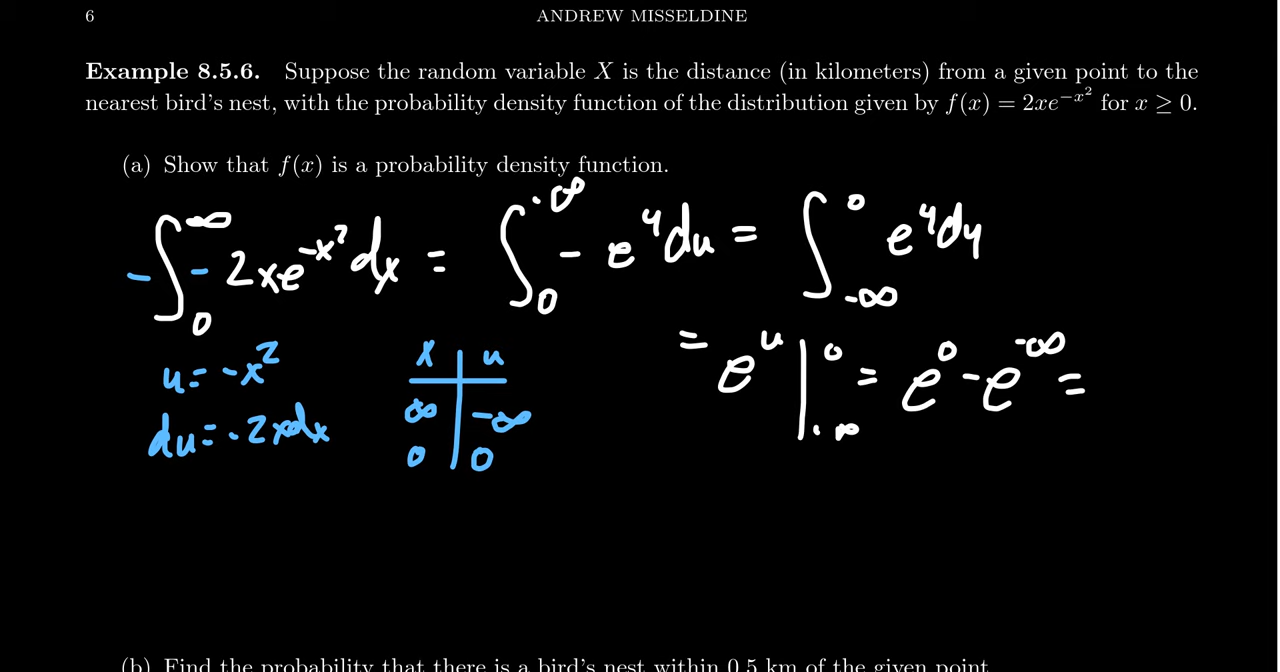 6 ANDREW MISSELDINE
Example 8.5.6. Suppose the random variable X is the distance (in kilometers) from a given point to the
nearest bird's nest, with the probability density function of the distribution given by f(x) = 2xe^{-x^2} for x ≥ 0.
(a) Show that f(x) is a probability density function.
-∫_0^∞ -2xe^{-x^2} dx = ∫_0^{-∞} -e^u du = ∫_{-∞}^0 e^u du
= e^u |_{-∞}^0 = e^0 - e^{-∞} =
u = -x^2
du = -2xdx
x | u
∞ | -∞
0 | 0
(b) Find the probability that there is a bird's nest within 0.5 km of the given point